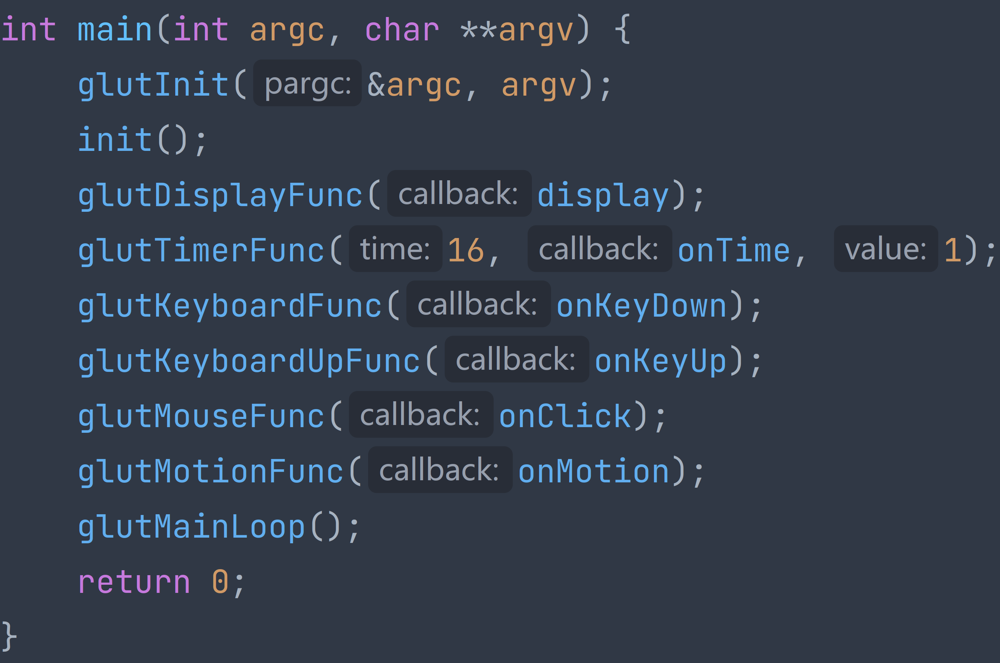 int main(int argc, char **argv) {
    glutInit( pargc: &argc, argv);
    init();
    glutDisplayFunc( callback: display);
    glutTimerFunc( time: 16, callback: onTime, value: 1);
    glutKeyboardFunc( callback: onKeyDown);
    glutKeyboardUpFunc( callback: onKeyUp);
    glutMouseFunc( callback: onClick);
    glutMotionFunc( callback: onMotion);
    glutMainLoop();
    return 0;
}